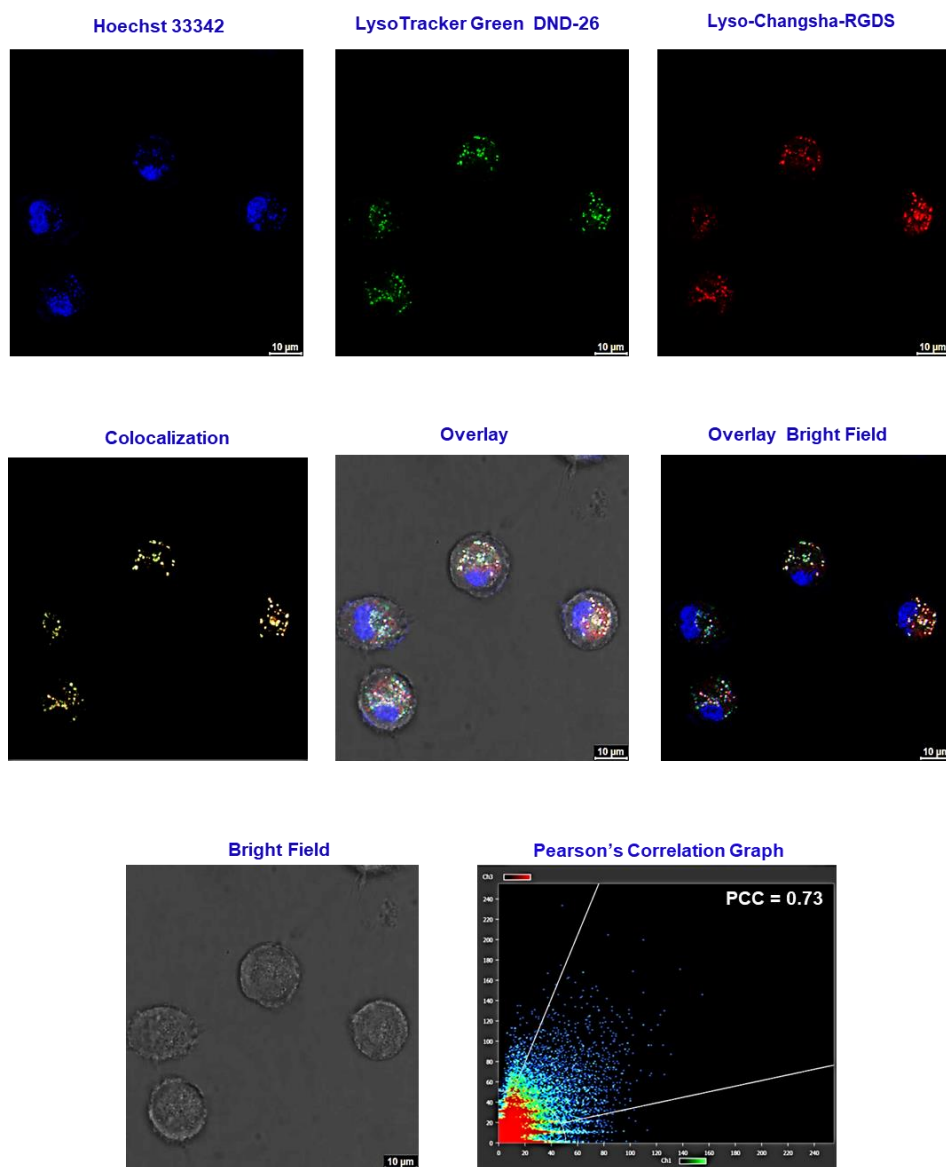 Hoechst 33342
LysoTracker Green DND-26
Lyso-Changsha-RGDS
10 µm
10 µm
10 µm
Colocalization
Overlay
Overlay Bright Field
10 µm
10 µm
Bright Field
Pearson's Correlation Graph
10 µm
Ch3
PCC = 0.73
240
220
200
180
160
140
120
100
80
60
40
20
0
0 20 40 60 80 100 120 140 160 180 200 220 240
Ch1